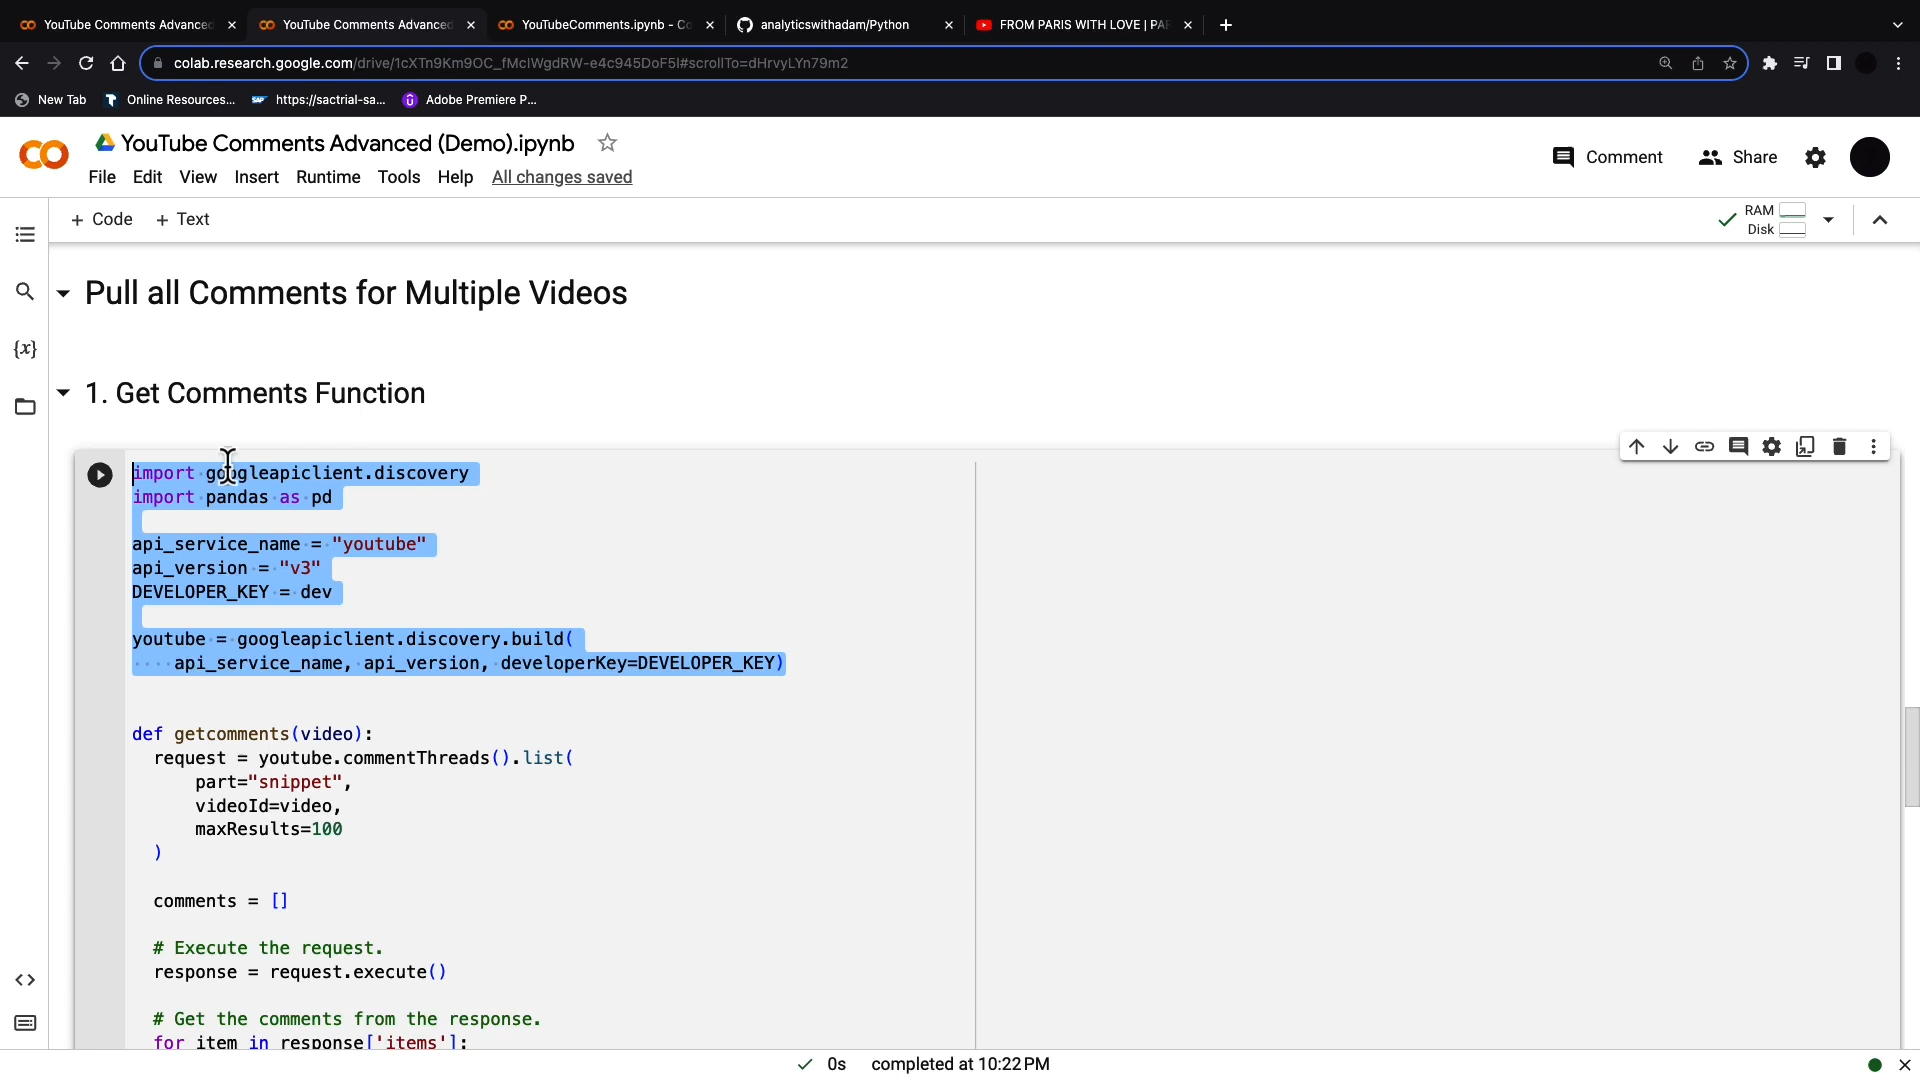 YouTube Comments Advanced
YouTube Comments Advanced
YouTubeComments.ipynb - Co
analyticswithadam/Python
FROM PARIS WITH LOVE | PA
colab.research.google.com/drive/1cXTn9Km9OC_fMcIWgdRW-e4c945DoF5I#scrollTo=dHrvyLYn79m2
New Tab
Online Resources...
https://sactrial-sa...
Adobe Premiere P...
YouTube Comments Advanced (Demo).ipynb
Comment
Share
File Edit View Insert Runtime Tools Help All changes saved
+ Code + Text
RAM
Disk
Pull all Comments for Multiple Videos
{x}
1. Get Comments Function
import googleapiclient.discovery
import pandas as pd
api_service_name = "youtube"
api_version = "v3"
DEVELOPER_KEY = dev
youtube = googleapiclient.discovery.build(
api_service_name, api_version, developerKey=DEVELOPER_KEY)
def getcomments(video):
request = youtube.commentThreads().list(
part="snippet",
videoId=video,
maxResults=100
)
comments = []
# Execute the request.
response = request.execute()
# Get the comments from the response.
for item in response['items']:
0s completed at 10:22 PM